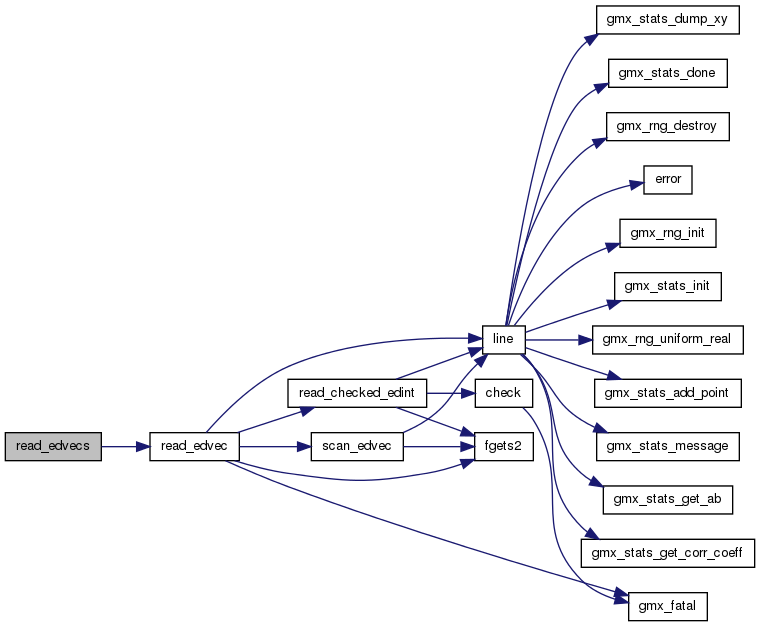 gmx_stats_dump_xy
gmx_stats_done
gmx_rng_destroy
error
gmx_rng_init
gmx_stats_init
line
gmx_rng_uniform_real
read_checked_edint
check
gmx_stats_add_point
read_edvecs
read_edvec
scan_edvec
fgets2
gmx_stats_message
gmx_stats_get_ab
gmx_stats_get_corr_coeff
gmx_fatal